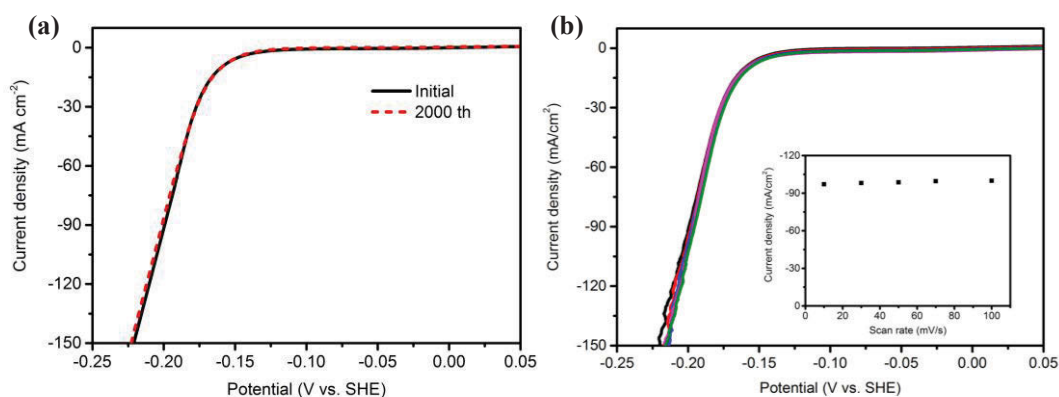 (a)
0
-30
-60
-90
-120
-150
Current density (mA cm⁻²)
Initial
2000 th
-0.25 -0.20 -0.15 -0.10 -0.05 0.00 0.05
Potential (V vs. SHE)
(b)
0
-30
-60
-90
-120
-150
Current density (mA/cm²)
-120
-90
-60
-30
0
Current density (mA/cm²)
0 20 40 60 80 100
Scan rate (mV/s)
-0.25 -0.20 -0.15 -0.10 -0.05 0.00 0.05
Potential (V vs. SHE)